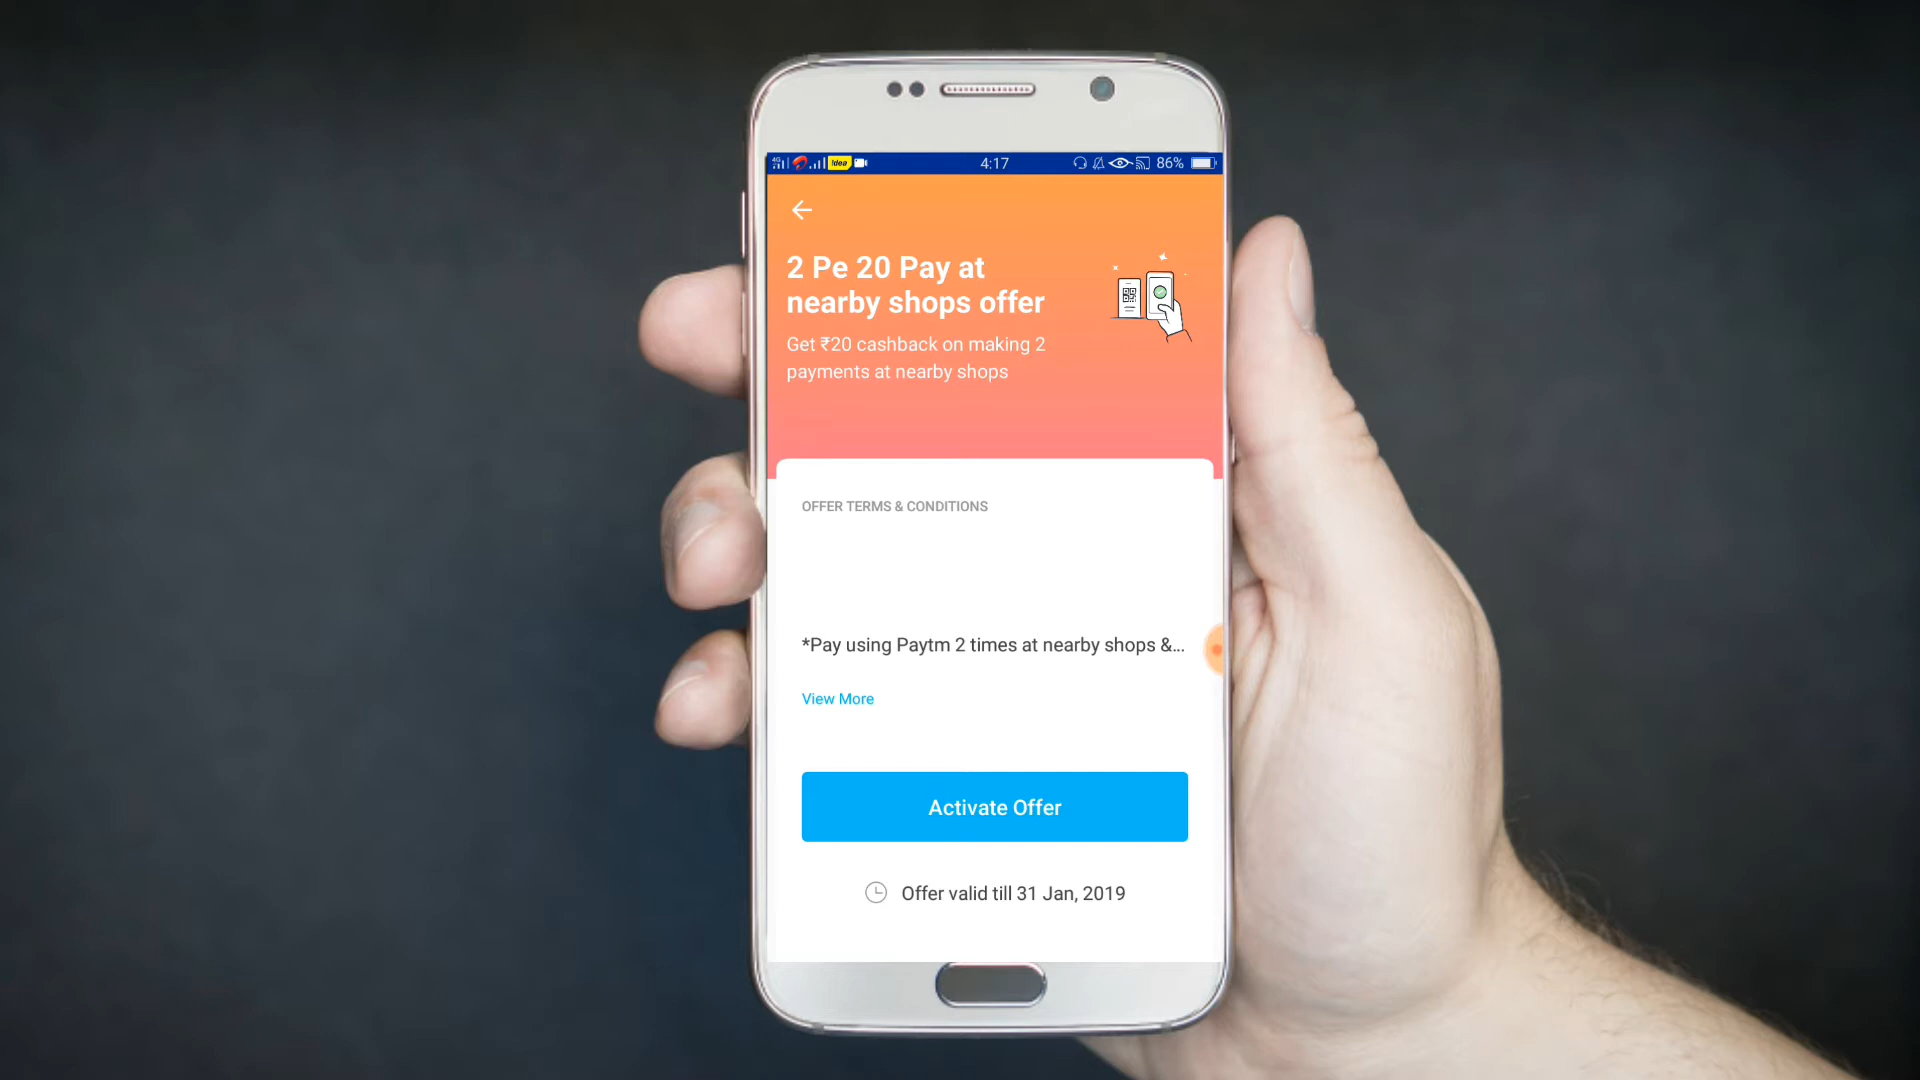 4G
!dea
4:17
86%
2 Pe 20 Pay at
nearby shops offer
Get ₹20 cashback on making 2
payments at nearby shops
OFFER TERMS & CONDITIONS
*Pay using Paytm 2 times at nearby shops &...
View More
Activate Offer
Offer valid till 31 Jan, 2019